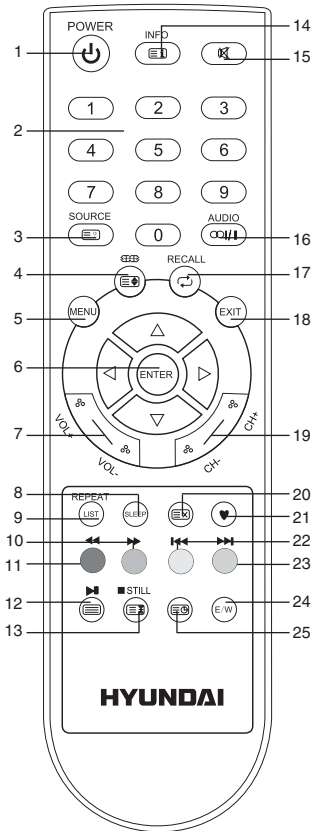 POWER
INFO
14
1
15
1 2 3
2
4 5 6
7 8 9
SOURCE
AUDIO
3
0
16
RECALL
4
17
MENU
EXIT
5
18
6
ENTER
VOL+
VOL-
CH+
CH-
7
19
8
20
REPEAT
LIST
SLEEP
9
21
10
22
11
23
12
STILL
24
E/W
13
25
HYUNDAI